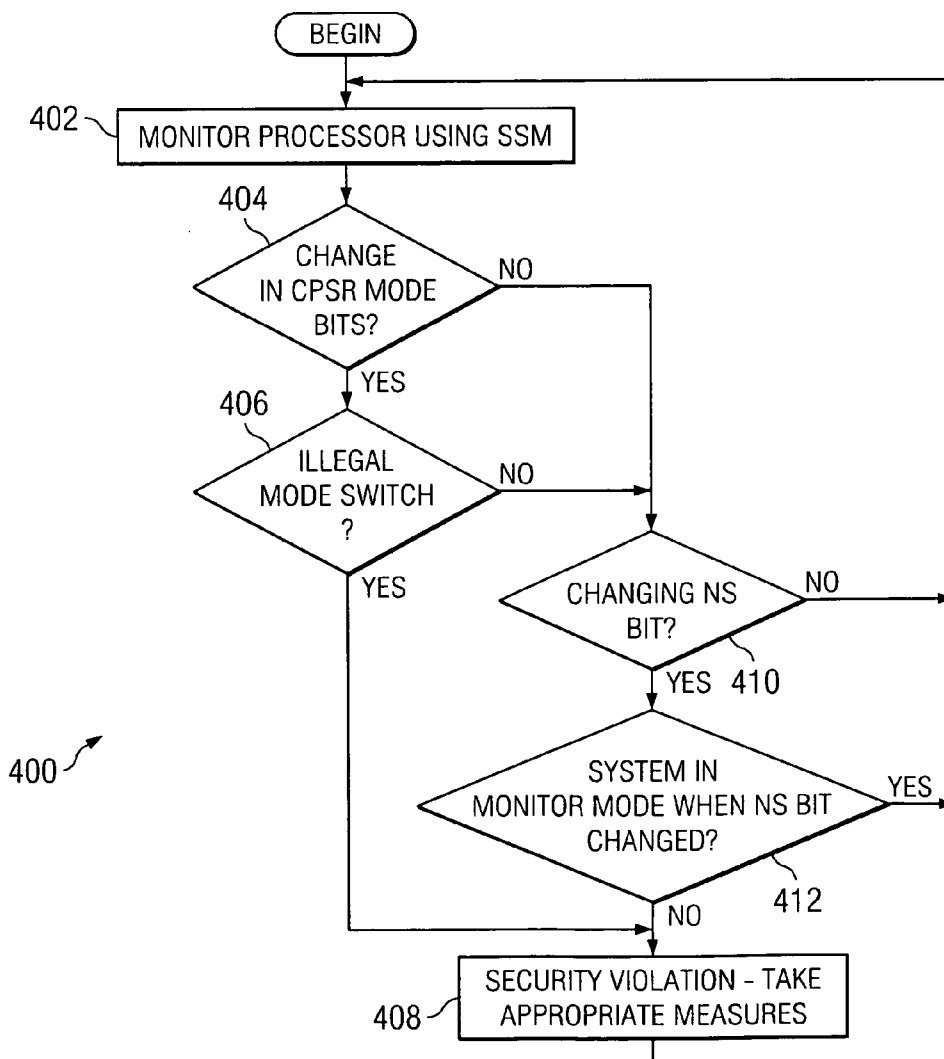 BEGIN
402
MONITOR PROCESSOR USING SSM
404
CHANGE
IN CPSR MODE
BITS?
NO
YES
406
ILLEGAL
MODE SWITCH
?
NO
YES
CHANGING NS
BIT?
NO
YES
410
400
SYSTEM IN
MONITOR MODE WHEN NS BIT
CHANGED?
YES
412
NO
408
SECURITY VIOLATION - TAKE
APPROPRIATE MEASURES